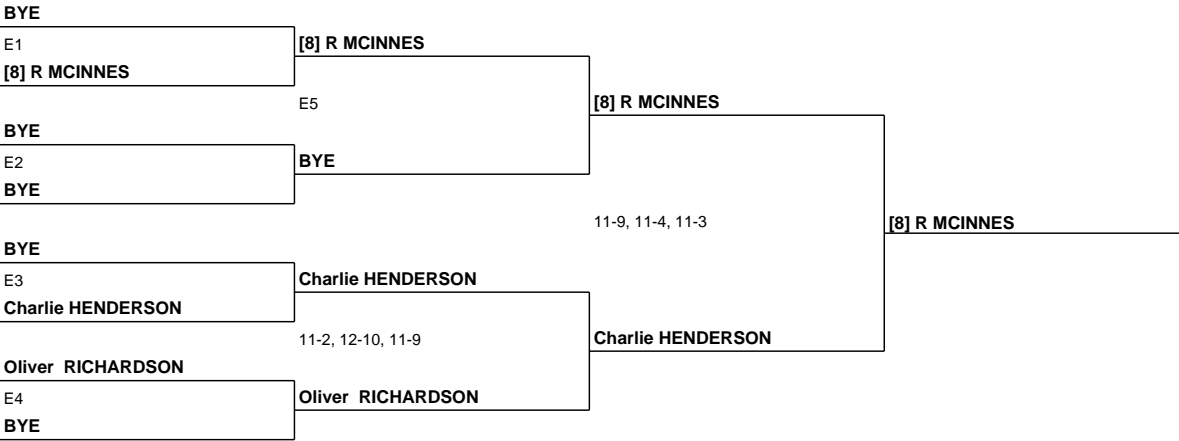 BYE
E1
[8] R MCINNES
[8] R MCINNES
E5
[8] R MCINNES
BYE
E2
BYE
BYE
11-9, 11-4, 11-3
[8] R MCINNES
BYE
E3
Charlie HENDERSON
Charlie HENDERSON
11-2, 12-10, 11-9
Charlie HENDERSON
Oliver RICHARDSON
E4
Oliver RICHARDSON
BYE